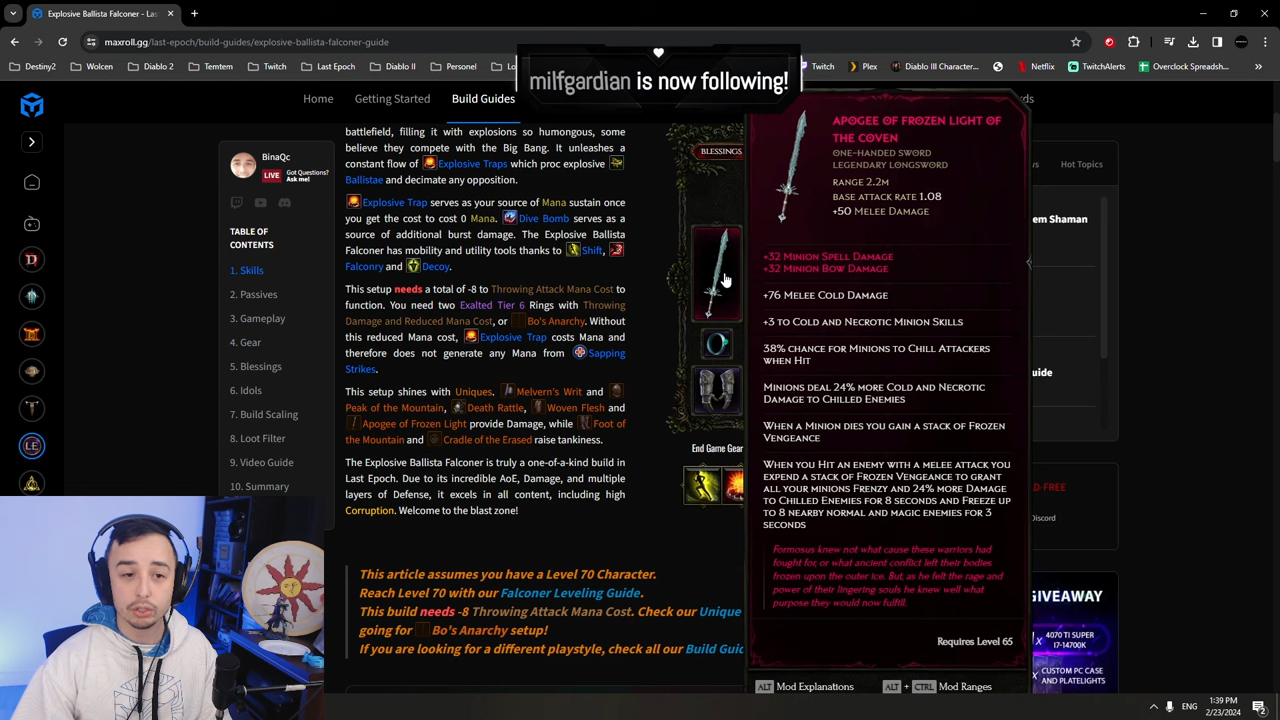 Explosive Ballista Falconer -
maxroll.gg/last-epoch/build-guides/explosive-ballista-falconer-guide
Destiny2
Wolcen
Diablo 2
Temtem
Twitch
Last Epoch
Diablo II
Personal
Twitch
Plex
Diablo III Character...
Netflix
TwitchAlerts
Overclock Spreadsh...
milfgardian is now following!
Home
Getting Started
Build Guides
BinaQc
LIVE
Got Questions?
Ask me!
TABLE OF
CONTENTS
1. Skills
2. Passives
3. Gameplay
4. Gear
5. Blessings
6. Idols
7. Build Scaling
8. Loot Filter
9. Video Guide
10. Summary
battlefield, filling it with explosions so humongous, some
believe they compete with the Big Bang. It unleashes a
constant flow of Explosive Traps which proc explosive
Ballistae and decimate any opposition.
Explosive Trap serves as your source of Mana sustain once
you get the cost to cost 0 Mana. Dive Bomb serves as a
source of additional burst damage. The Explosive Ballista
Falconer has mobility and utility tools thanks to Shift,
Falconry and Decoy.
This setup needs a total of -8 to Throwing Attack Mana Cost to
function. You need two Exalted Tier 6 Rings with Throwing
Damage and Reduced Mana Cost, or Bo's Anarchy. Without
this reduced Mana cost, Explosive Trap costs Mana and
therefore does not generate any Mana from Sapping
Strikes.
This setup shines with Uniques. Melvern's Writ and
Peak of the Mountain, Death Rattle, Woven Flesh and
Apogee of Frozen Light provide Damage, while Foot of
the Mountain and Cradle of the Erased raise tankiness.
The Explosive Ballista Falconer is truly a one-of-a-kind build in
Last Epoch. Due to its incredible AoE, Damage, and multiple
layers of Defense, it excels in all content, including high
Corruption. Welcome to the blast zone!
This article assumes you have a Level 70 Character.
Reach Level 70 with our Falconer Leveling Guide.
This build needs -8 Throwing Attack Mana Cost. Check our Unique
going for Bo's Anarchy setup!
If you are looking for a different playstyle, check all our Build Guid
BLESSINGS
End Game Gear
APOGEE OF FROZEN LIGHT OF
THE COVEN
ONE-HANDED SWORD
LEGENDARY LONGSWORD
RANGE 2.2M
BASE ATTACK RATE 1.08
+50 MELEE DAMAGE
+32 MINION SPELL DAMAGE
+32 MINION BOW DAMAGE
+76 MELEE COLD DAMAGE
+3 TO COLD AND NECROTIC MINION SKILLS
38% CHANCE FOR MINIONS TO CHILL ATTACKERS
WHEN HIT
MINIONS DEAL 24% MORE COLD AND NECROTIC
DAMAGE TO CHILLED ENEMIES
WHEN A MINION DIES YOU GAIN A STACK OF FROZEN
VENGEANCE
WHEN YOU HIT AN ENEMY WITH A MELEE ATTACK YOU
EXPEND A STACK OF FROZEN VENGEANCE TO GRANT
ALL YOUR MINIONS FRENZY AND 24% MORE DAMAGE
TO CHILLED ENEMIES FOR 8 SECONDS AND FREEZE UP
TO 8 NEARBY NORMAL AND MAGIC ENEMIES FOR 3
SECONDS
Formosus knew not what cause these warriors had
fought for, or what ancient conflict left their bodies
frozen upon the outer ice. But, as he felt the rage and
power of their lingering souls he knew well what
purpose they would now fulfill.
Requires Level 65
ALT Mod Explanations
ALT + CTRL Mod Ranges
Hot Topics
em Shaman
uide
D-FREE
Discord
GIVEAWAY
4070 TI SUPER
I7-14700K
CUSTOM PC CASE
AND PLATELIGHTS
ENG
1:39 PM
2/23/2024